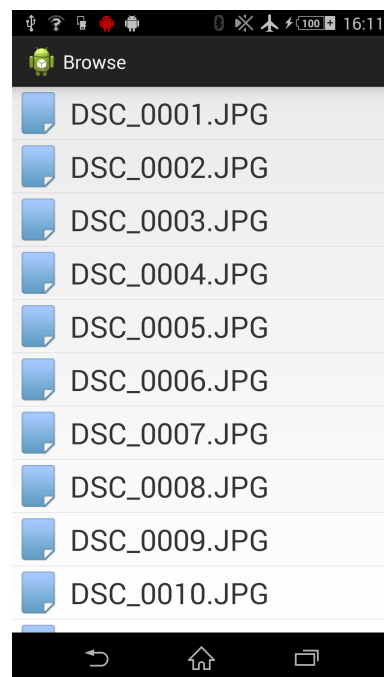 100 16:11
Browse
DSC_0001.JPG
DSC_0002.JPG
DSC_0003.JPG
DSC_0004.JPG
DSC_0005.JPG
DSC_0006.JPG
DSC_0007.JPG
DSC_0008.JPG
DSC_0009.JPG
DSC_0010.JPG